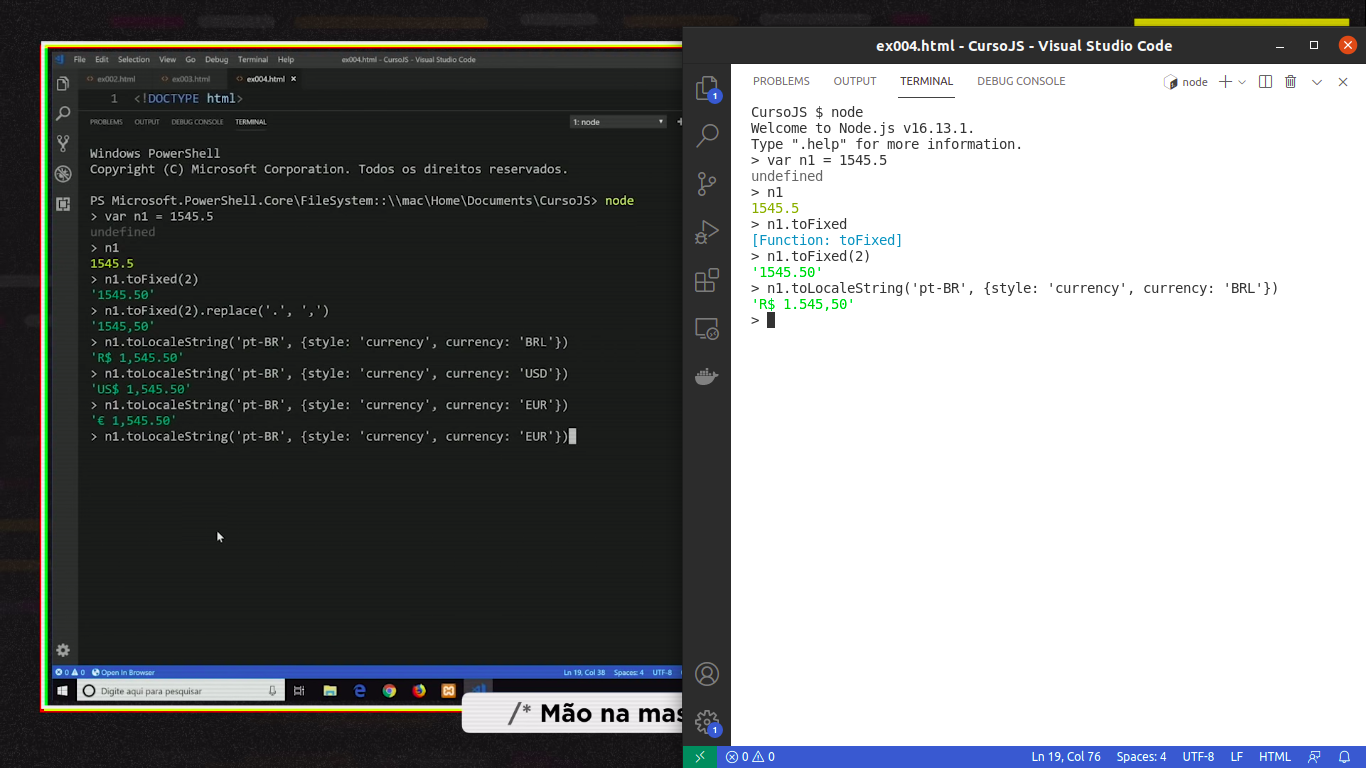 File Edit Selection View Go Debug Terminal Help
ex004.html - CursoJS - Visual Studio Code
ex002.html ex003.html ex004.html
1 <!DOCTYPE html>
PROBLEMS OUTPUT DEBUG CONSOLE TERMINAL
1: node
Windows PowerShell
Copyright (C) Microsoft Corporation. Todos os direitos reservados.
PS Microsoft.PowerShell.Core\FileSystem::\\mac\Home\Documents\CursoJS> node
> var n1 = 1545.5
undefined
> n1
1545.5
> n1.toFixed(2)
'1545.50'
> n1.toFixed(2).replace('.', ',')
'1545,50'
> n1.toLocaleString('pt-BR', {style: 'currency', currency: 'BRL'})
'R$ 1,545.50'
> n1.toLocaleString('pt-BR', {style: 'currency', currency: 'USD'})
'US$ 1,545.50'
> n1.toLocaleString('pt-BR', {style: 'currency', currency: 'EUR'})
'€ 1,545.50'
> n1.toLocaleString('pt-BR', {style: 'currency', currency: 'EUR'})
0 0 Open In Browser
Ln 19, Col 38 Spaces: 4 UTF-8
Digite aqui para pesquisar
/* Mão na mas
ex004.html - CursoJS - Visual Studio Code
PROBLEMS OUTPUT TERMINAL DEBUG CONSOLE
node
1
CursoJS $ node
Welcome to Node.js v16.13.1.
Type ".help" for more information.
> var n1 = 1545.5
undefined
> n1
1545.5
> n1.toFixed
[Function: toFixed]
> n1.toFixed(2)
'1545.50'
> n1.toLocaleString('pt-BR', {style: 'currency', currency: 'BRL'})
'R$ 1.545,50'
>
1
0 0
Ln 19, Col 76 Spaces: 4 UTF-8 LF HTML